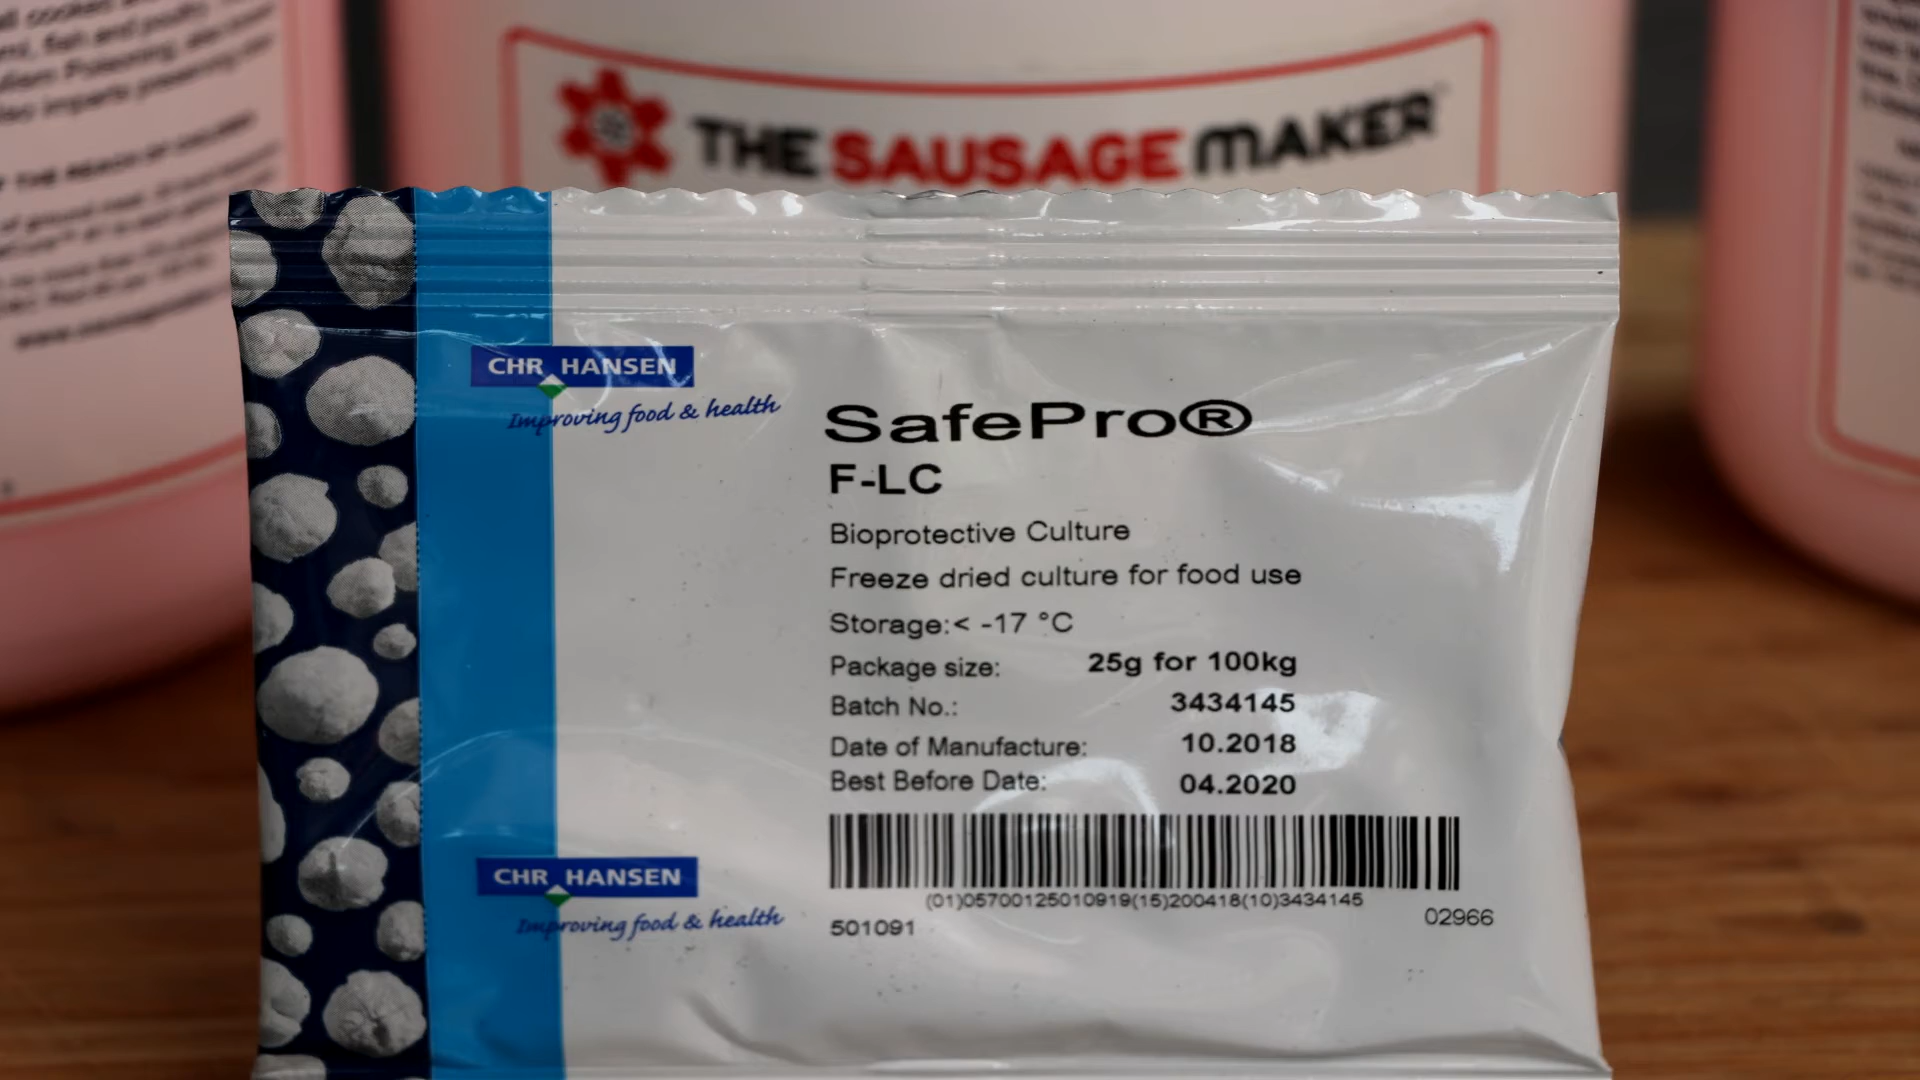 THE SAUSAGE MAKER
CHR HANSEN
Improving food & health
SafePro®
F-LC
Bioprotective Culture
Freeze dried culture for food use
Storage:< -17 °C
Package size: 25g for 100kg
Batch No.: 3434145
Date of Manufacture: 10.2018
Best Before Date: 04.2020
(01)05700125010919(15)200418(10)3434145
501091
02966
CHR HANSEN
Improving food & health